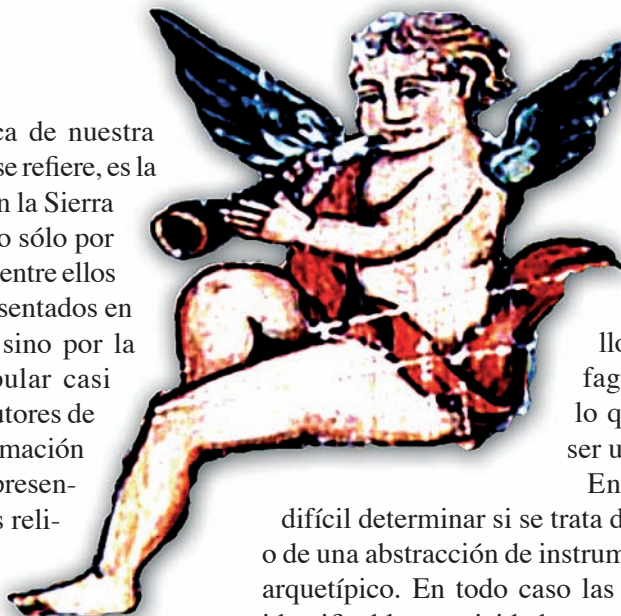 ca de nuestra
se refiere, es la
n la Sierra
o sólo por
entre ellos
sentados en
sino por la
pular casi
utores de
mación
presen-
s reli-
llo
fag
lo q
ser u
En
difícil determinar si se trata d
o de una abstracción de instrum
arquetípico. En todo caso las